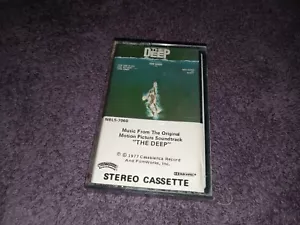 THE
DEEP
NBL5-7060
Music From The Original
Motion Picture Soundtrack
"THE DEEP"
℗ © 1977 Casablanca Record
And FilmWorks, Inc.
STEREO CASSETTE